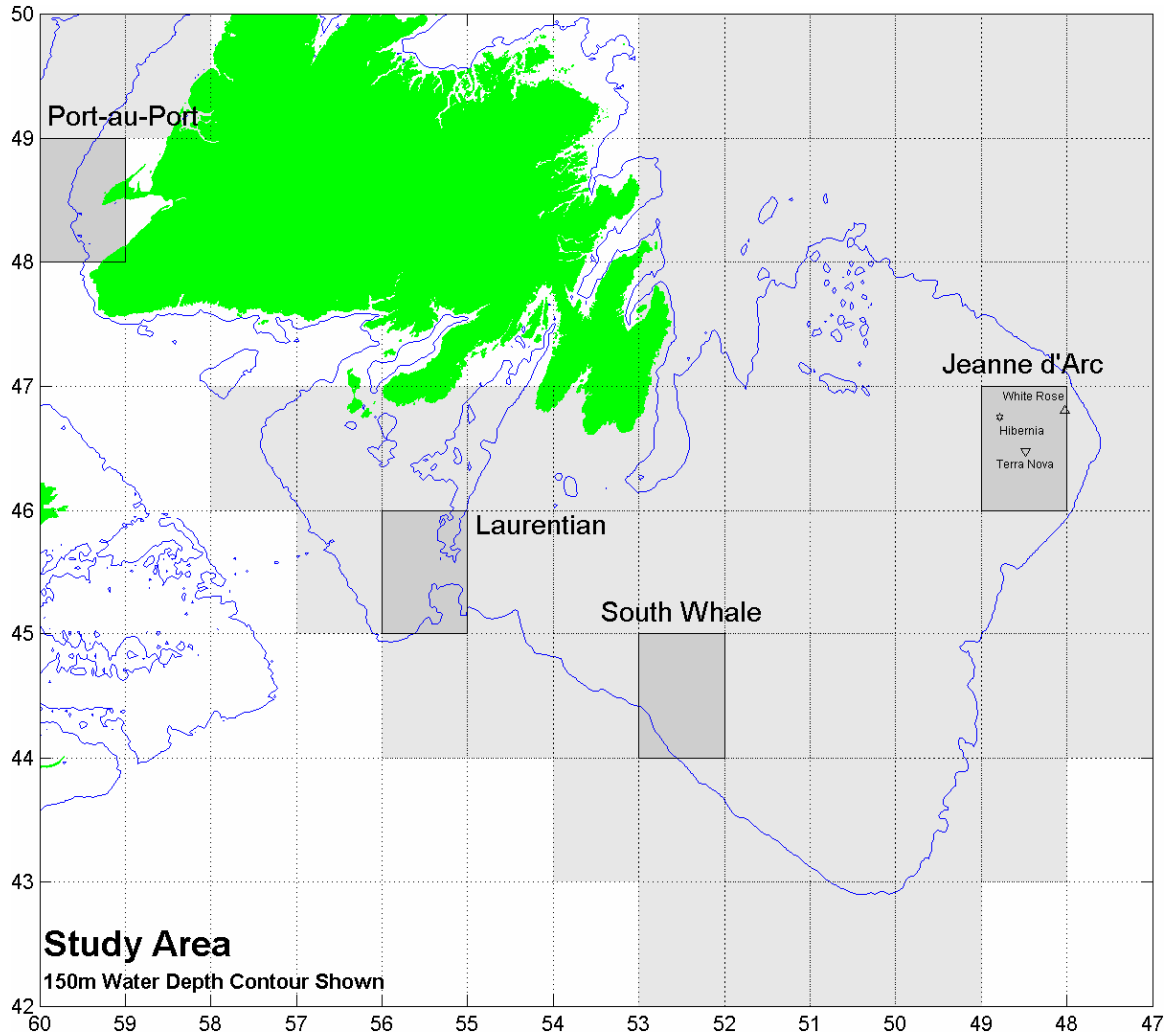 50
Port-au-Port
49
48
47
Jeanne d'Arc
White Rose
Hibernia
Terra Nova
46
Laurentian
South Whale
45
44
43
Study Area
150m Water Depth Contour Shown
42
60 59 58 57 56 55 54 53 52 51 50 49 48 47